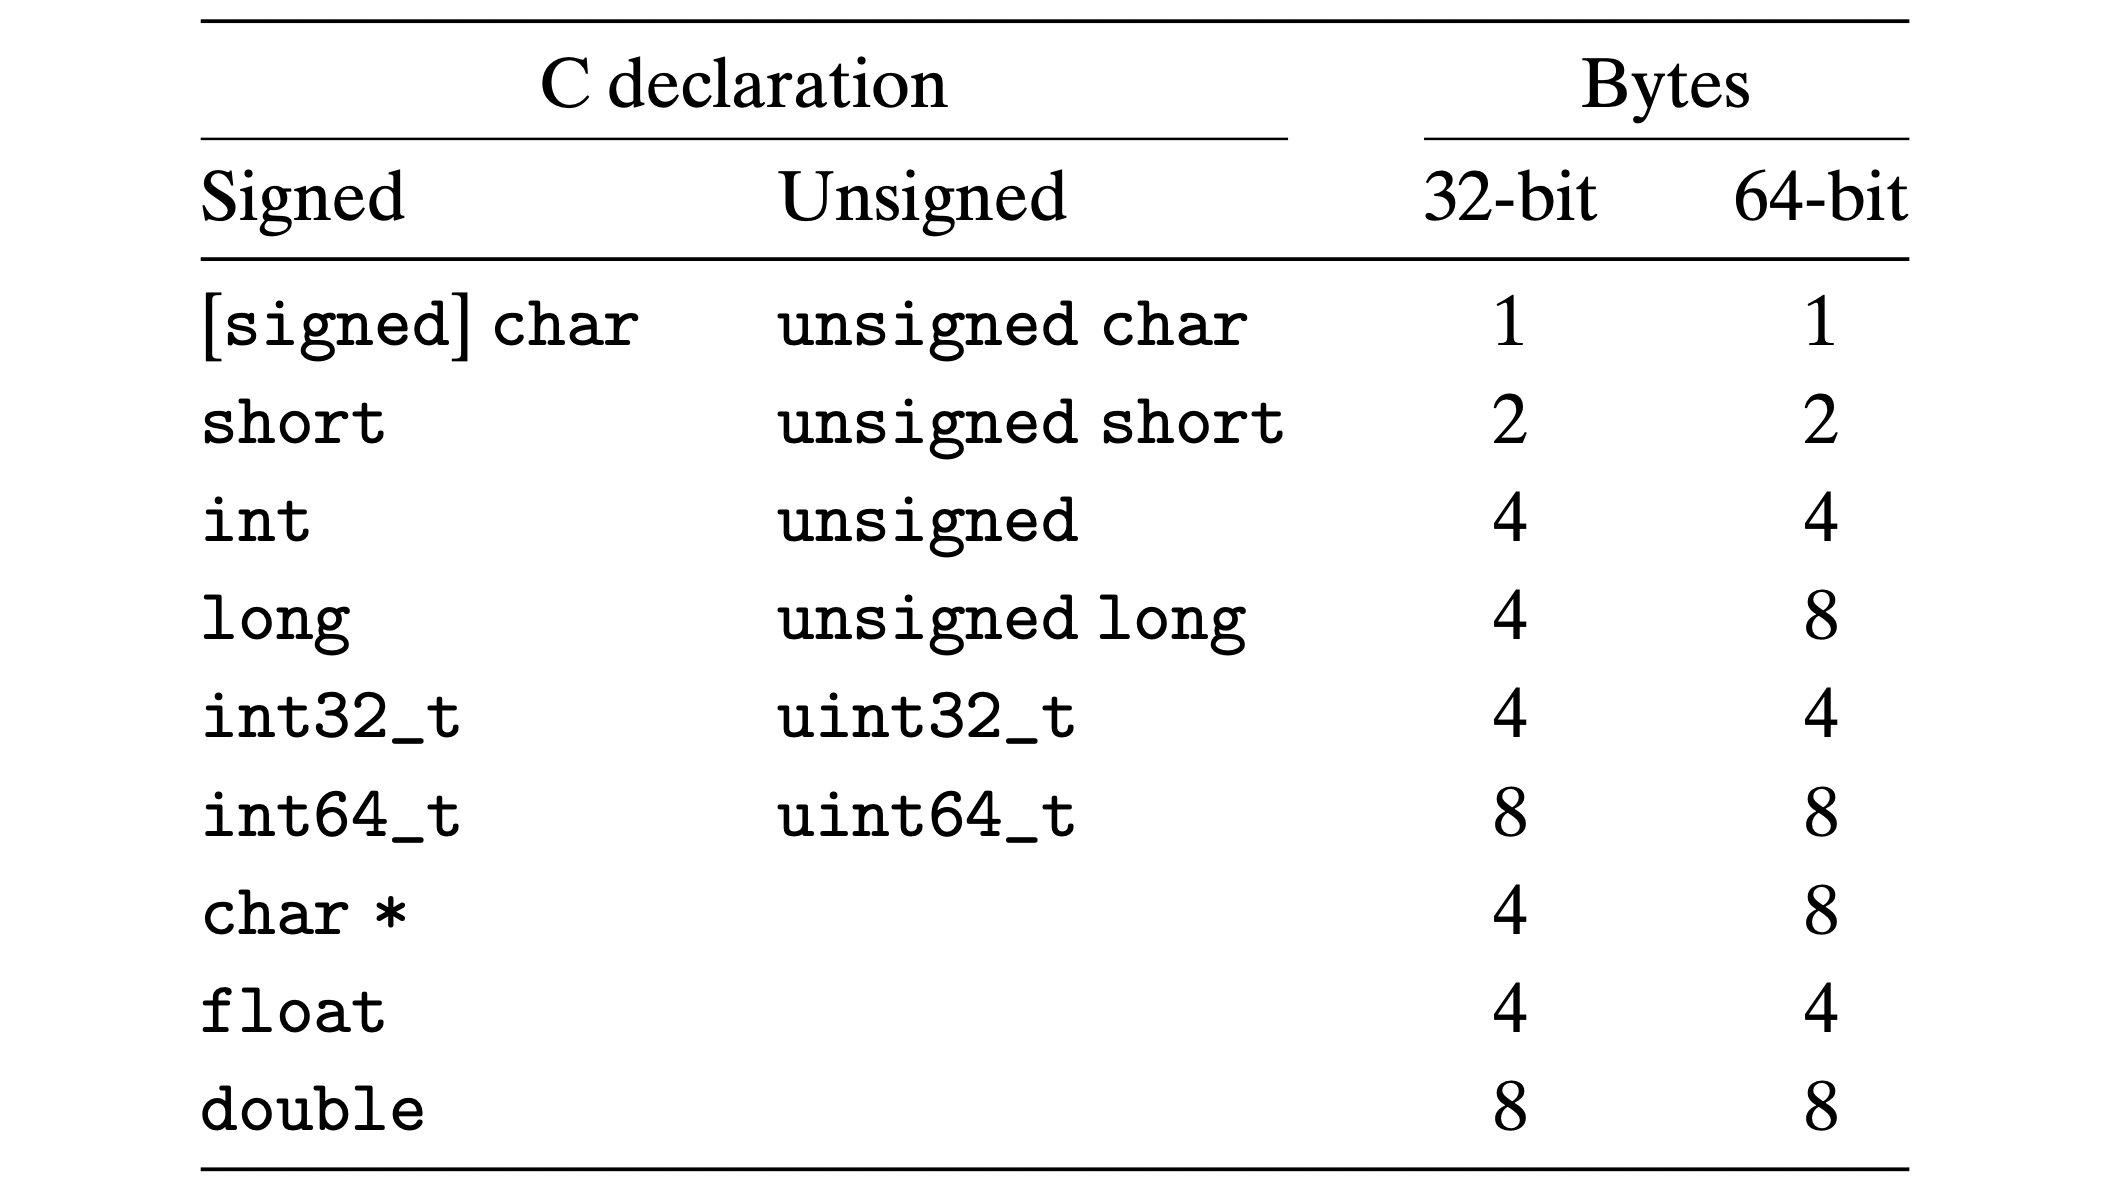 C declaration Bytes
Signed Unsigned 32-bit 64-bit
[signed] char unsigned char 1 1
short unsigned short 2 2
int unsigned 4 4
long unsigned long 4 8
int32_t uint32_t 4 4
int64_t uint64_t 8 8
char * 4 8
float 4 4
double 8 8